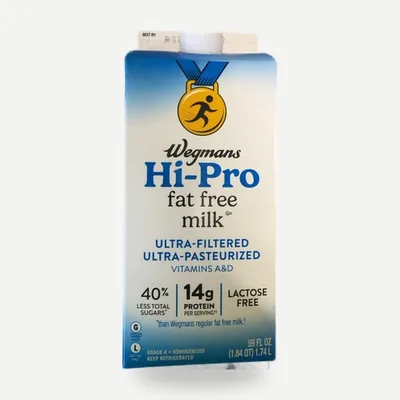 BEST BY:
Wegmans
Hi-Pro
fat free
milk
ULTRA-FILTERED
ULTRA-PASTEURIZED
VITAMINS A&D
40%
LESS TOTAL
SUGARS*
14g
PROTEIN
PER SERVING
LACTOSE
FREE
*than Wegmans regular fat free milk.
G
L
GRADE A • HOMOGENIZED
KEEP REFRIGERATED
59 FL OZ
(1.84 QT) 1.74 L